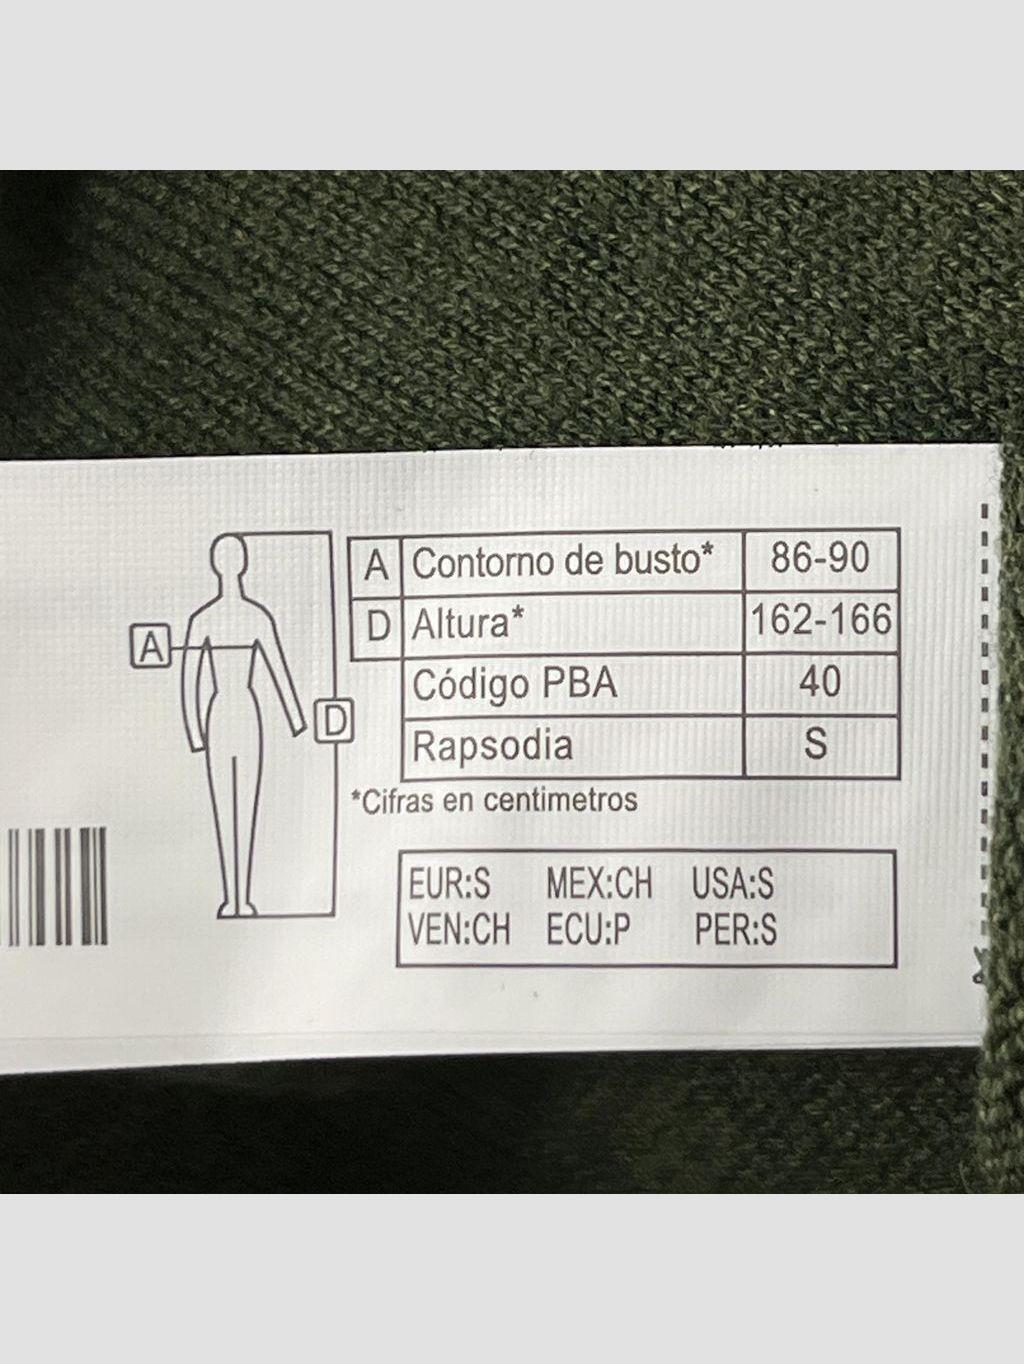 A Contorno de busto* 86-90
D Altura* 162-166
Código PBA 40
Rapsodia S
*Cifras en centimetros
A
D
EUR:S MEX:CH USA:S
VEN:CH ECU:P PER:S